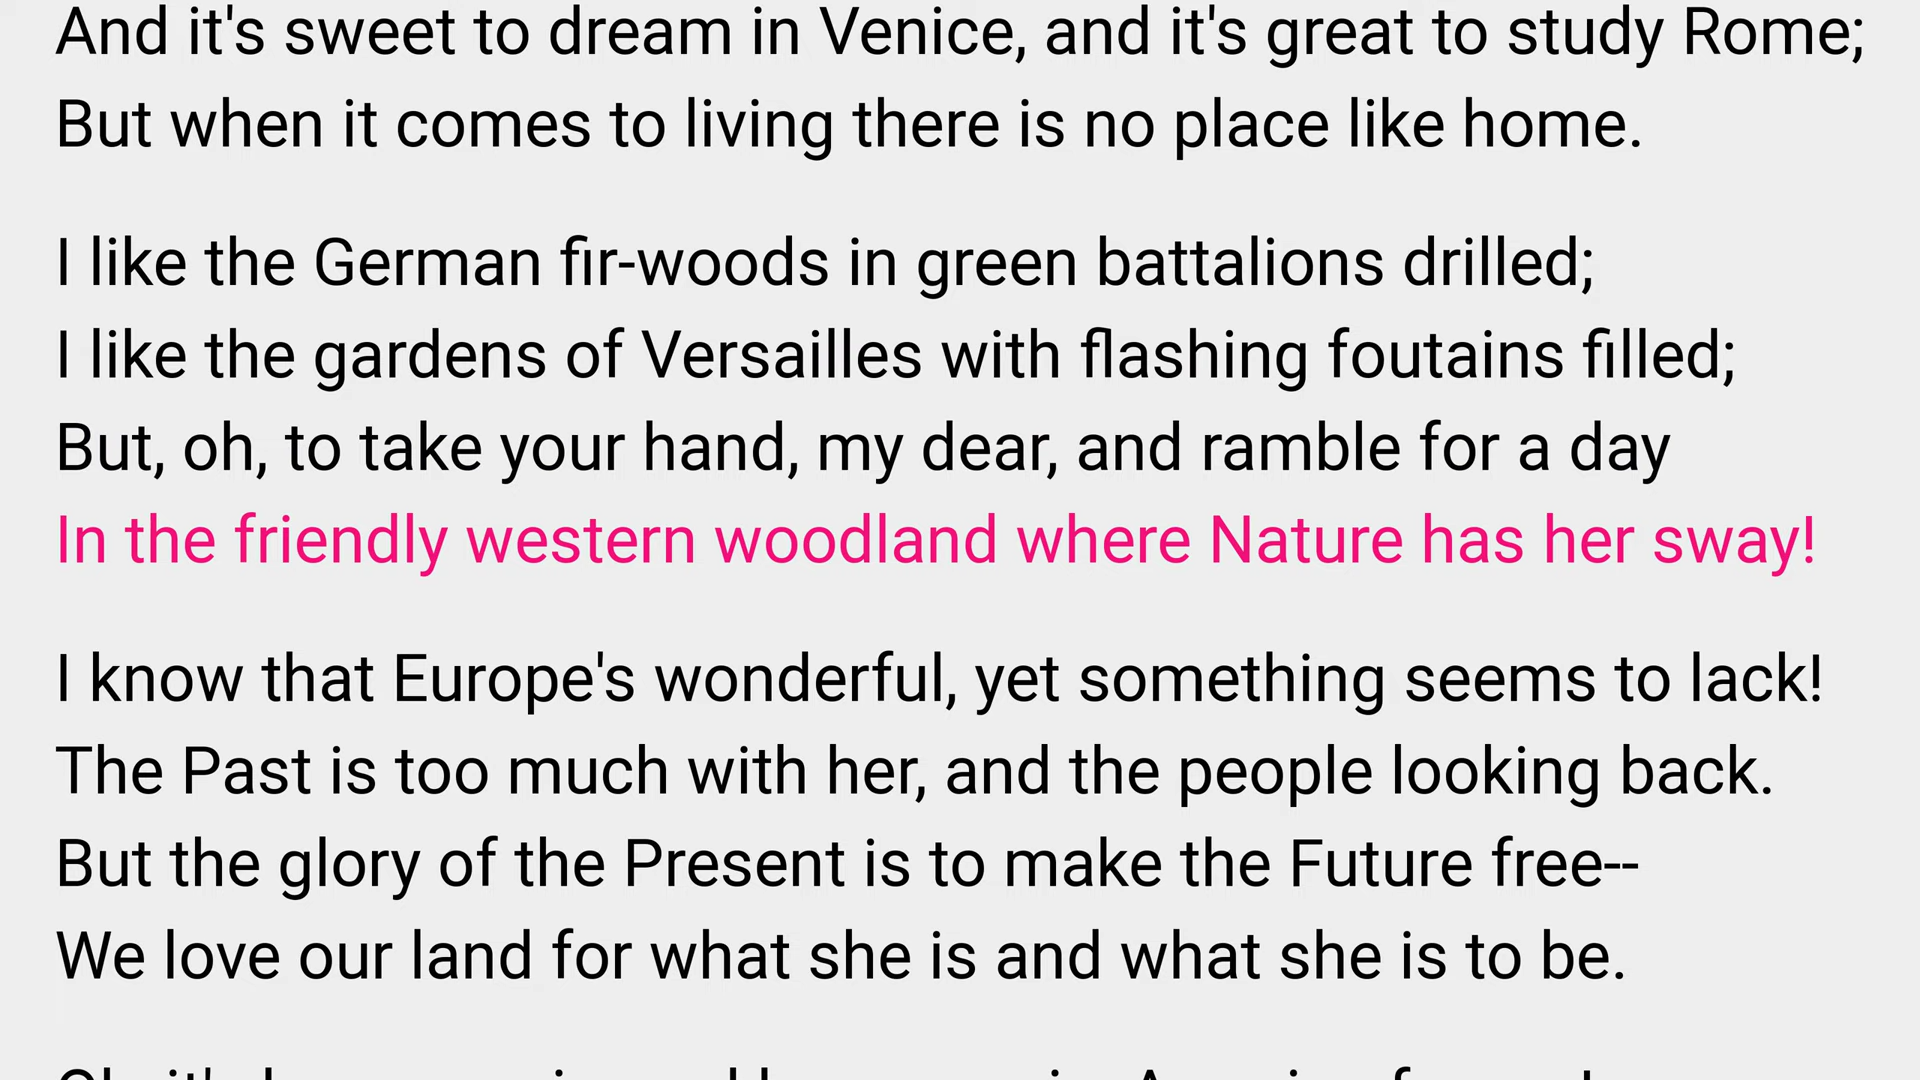 And it's sweet to dream in Venice, and it's great to study Rome;
But when it comes to living there is no place like home.
I like the German fir-woods in green battalions drilled;
I like the gardens of Versailles with flashing foutains filled;
But, oh, to take your hand, my dear, and ramble for a day
In the friendly western woodland where Nature has her sway!
I know that Europe's wonderful, yet something seems to lack!
The Past is too much with her, and the people looking back.
But the glory of the Present is to make the Future free--
We love our land for what she is and what she is to be.